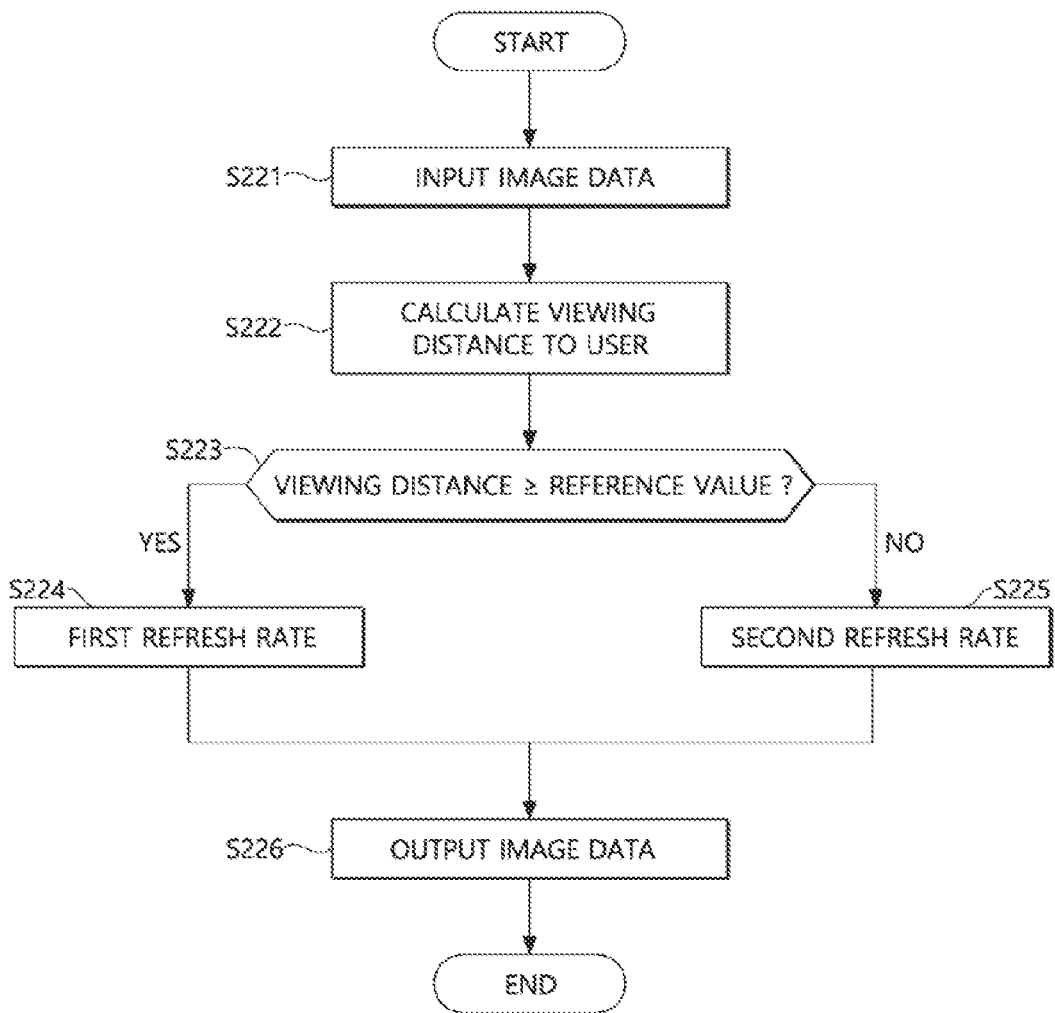 START
S221
INPUT IMAGE DATA
S222
CALCULATE VIEWING
DISTANCE TO USER
S223
VIEWING DISTANCE ≥ REFERENCE VALUE ?
YES
NO
S224
FIRST REFRESH RATE
S225
SECOND REFRESH RATE
S226
OUTPUT IMAGE DATA
END